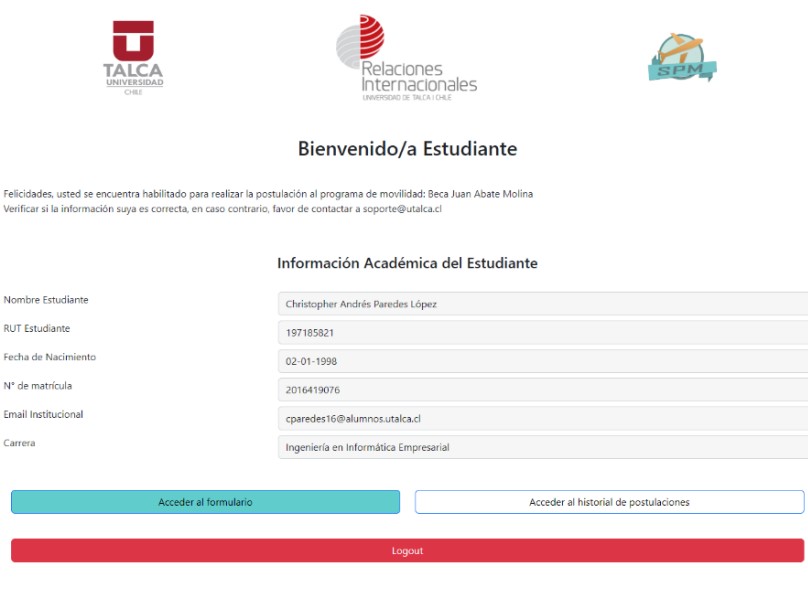 TALCA
UNIVERSIDAD
CHILE
Relaciones
Internacionales
UNIVERSIDAD DE TALCA | CHILE
SPM
Bienvenido/a Estudiante
Felicidades, usted se encuentra habilitado para realizar la postulación al programa de movilidad: Beca Juan Abate Molina
Verificar si la información suya es correcta, en caso contrario, favor de contactar a soporte@utalca.cl
Información Académica del Estudiante
Nombre Estudiante Christopher Andrés Paredes López
RUT Estudiante 197185821
Fecha de Nacimiento 02-01-1998
N° de matrícula 2016419076
Email Institucional cparedes16@alumnos.utalca.cl
Carrera Ingeniería en Informática Empresarial
Acceder al formulario Acceder al historial de postulaciones
Logout